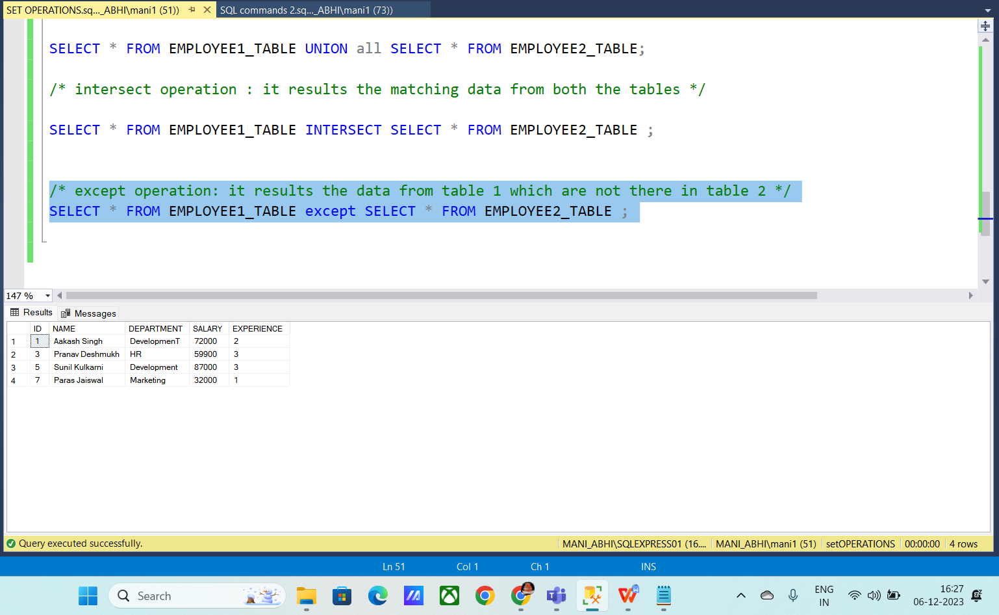 SET OPERATIONS.sq..._ABHI\mani1 (51))
SQL commands 2.sq..._ABHI\mani1 (73))
SELECT * FROM EMPLOYEE1_TABLE UNION all SELECT * FROM EMPLOYEE2_TABLE;
/* intersect operation : it results the matching data from both the tables */
SELECT * FROM EMPLOYEE1_TABLE INTERSECT SELECT * FROM EMPLOYEE2_TABLE ;
/* except operation: it results the data from table 1 which are not there in table 2 */
SELECT * FROM EMPLOYEE1_TABLE except SELECT * FROM EMPLOYEE2_TABLE ;
147 %
Results Messages
ID NAME DEPARTMENT SALARY EXPERIENCE
1 1 Aakash Singh DevelopmenT 72000 2
2 3 Pranav Deshmukh HR 59900 3
3 5 Sunil Kulkarni Development 87000 3
4 7 Paras Jaiswal Marketing 32000 1
Query executed successfully. MANI_ABHI\SQLEXPRESS01 (16.... MANI_ABHI\mani1 (51) setOPERATIONS 00:00:00 4 rows
Ln 51 Col 1 Ch 1 INS
Search
ENG
IN
16:27
06-12-2023